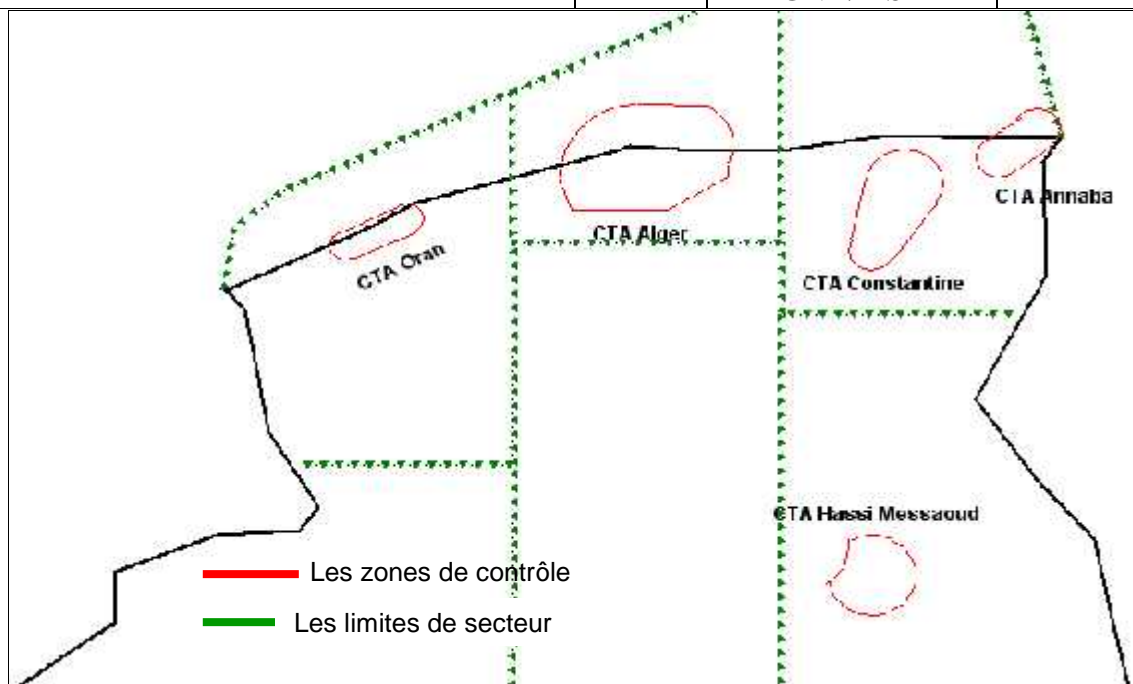 CTA Alger
CTA Annaba
CTA Oran
CTA Constantine
CTA Hassi Messaoud
Les zones de contrôle
Les limites de secteur